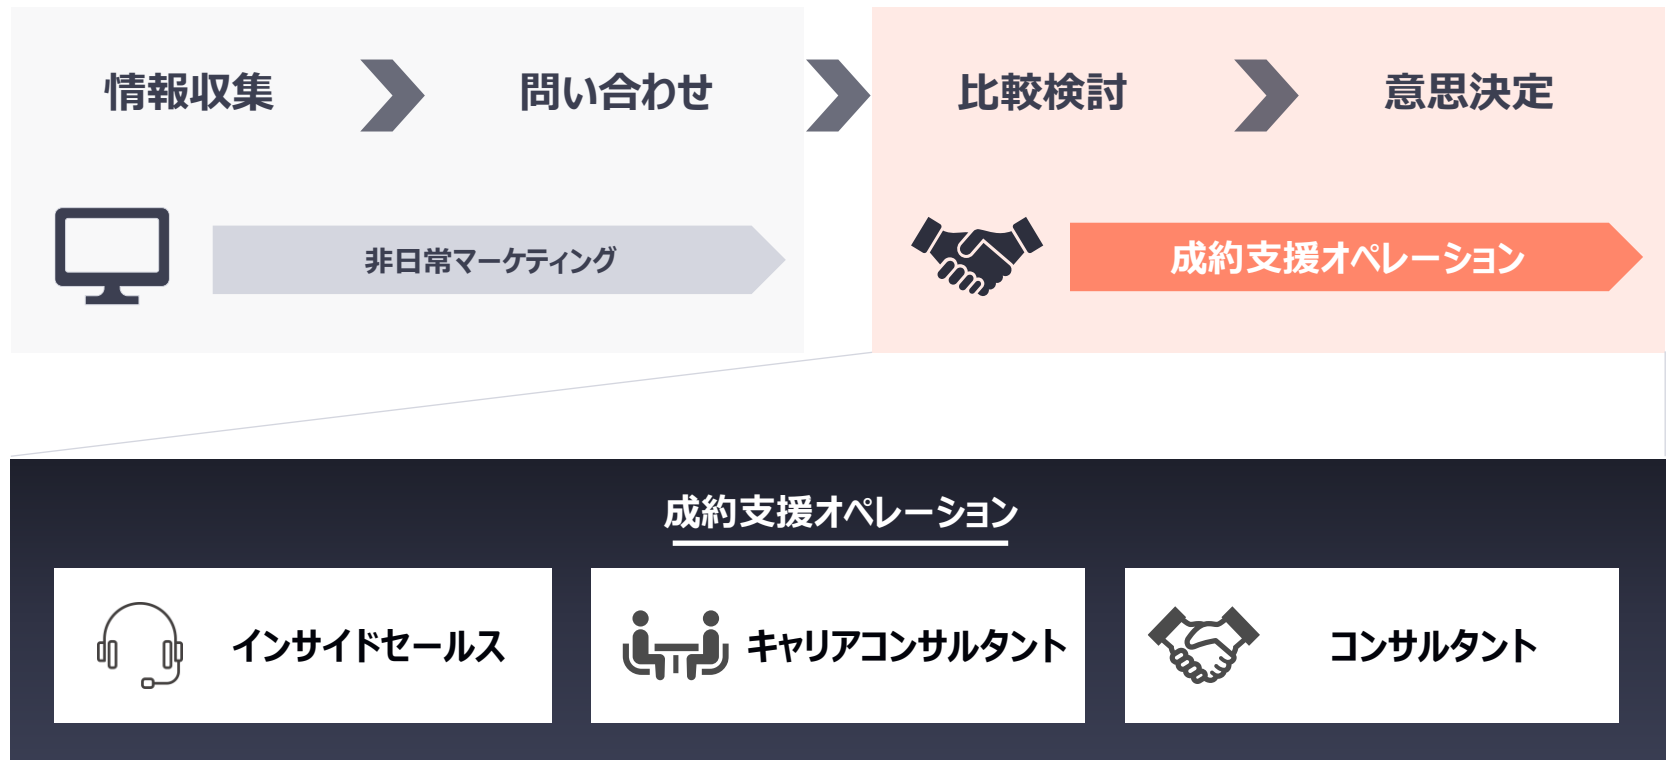 情報収集
問い合わせ
比較検討
意思決定
非日常マーケティング
成約支援オペレーション
成約支援オペレーション
インサイドセールス
キャリアコンサルタント
コンサルタント